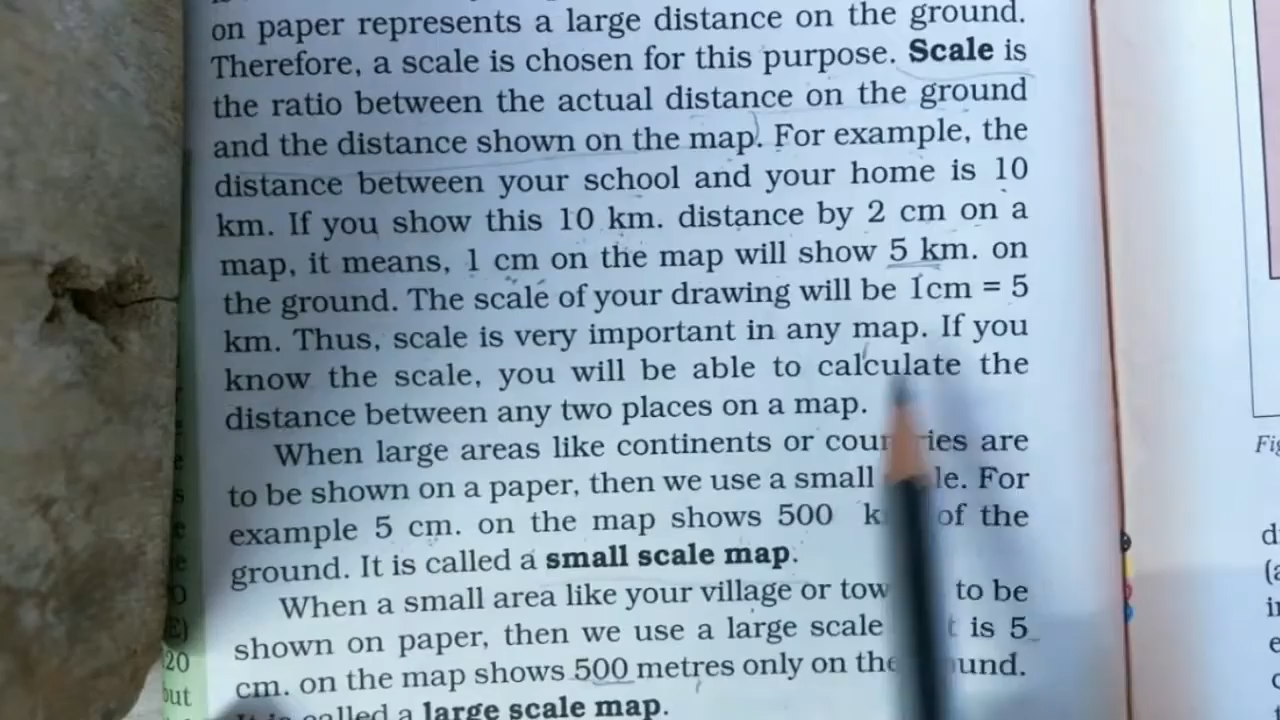 on paper represents a large distance on the ground.
Therefore, a scale is chosen for this purpose. Scale is
the ratio between the actual distance on the ground
and the distance shown on the map. For example, the
distance between your school and your home is 10
km. If you show this 10 km. distance by 2 cm on a
map, it means, 1 cm on the map will show 5 km. on
the ground. The scale of your drawing will be 1cm = 5
km. Thus, scale is very important in any map. If you
know the scale, you will be able to calculate the
distance between any two places on a map.
When large areas like continents or are
to be shown on a paper, then we use a small For
example 5 cm. on the map shows 500 of the
ground. It is called a small scale map.
When a small area like your village or to be
shown on paper, then we use a large scale is 5
cm. on the map shows 500 metres only on
called a large scale map.
20